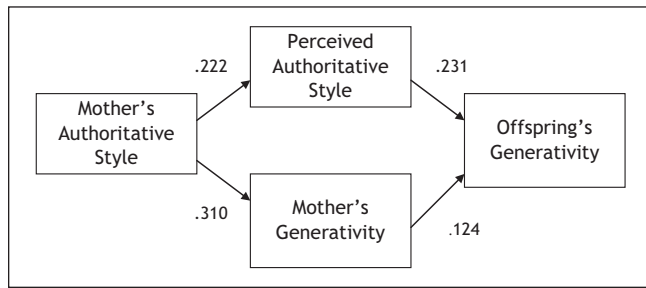 Perceived
Authoritative
Style
.222
.231
Mother’s
Authoritative
Style
Offspring’s
Generativity
.310
Mother’s
Generativity
.124